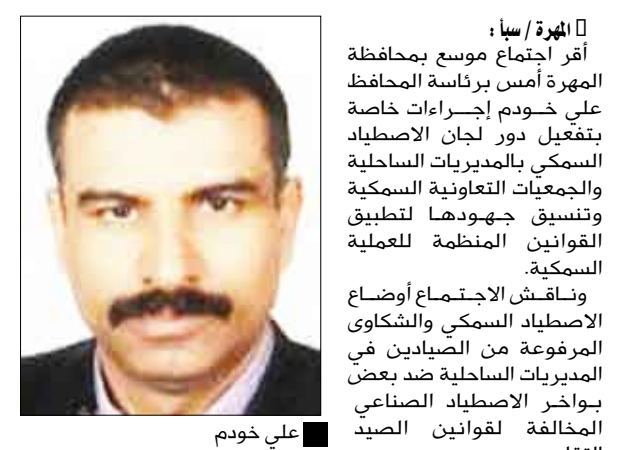 المهرة / سبأ :
أقر اجتماع موسع بمحافظة
المهرة أمس برئاسة المحافظ
علي خودم إجراءات خاصة
بتفعيل دور لجان الاصطياد
السمكي بالمديريات الساحلية
والجمعيات التعاونية السمكية
وتنسيق جهودها لتطبيق
القوانين المنظمة للعملية
السمكية.
وناقش الاجتماع أوضاع
الاصطياد السمكي والشكاوى
المرفوعة من الصيادين في
المديريات الساحلية ضد بعض
بواخر الاصطياد الصناعي
المخالفة لقوانين الصيد
علي خودم